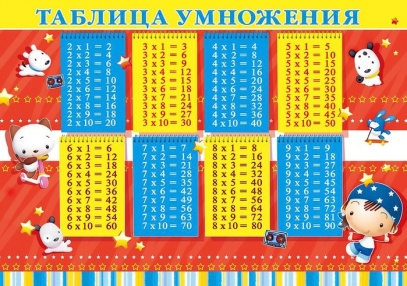 ТАБЛИЦА УМНОЖЕНИЯ
2 x 1 = 2
2 x 2 = 4
2 x 3 = 6
2 x 4 = 8
2 x 5 = 10
2 x 6 = 12
2 x 7 = 14
2 x 8 = 16
2 x 9 = 18
2 x 10 = 20
3 x 1 = 3
3 x 2 = 6
3 x 3 = 9
3 x 4 = 12
3 x 5 = 15
3 x 6 = 18
3 x 7 = 21
3 x 8 = 24
3 x 9 = 27
3 x 10 = 30
4 x 1 = 4
4 x 2 = 8
4 x 3 = 12
4 x 4 = 16
4 x 5 = 20
4 x 6 = 24
4 x 7 = 28
4 x 8 = 32
4 x 9 = 36
4 x 10 = 40
5 x 1 = 5
5 x 2 = 10
5 x 3 = 15
5 x 4 = 20
5 x 5 = 25
5 x 6 = 30
5 x 7 = 35
5 x 8 = 40
5 x 9 = 45
5 x 10 = 50
6 x 1 = 6
6 x 2 = 12
6 x 3 = 18
6 x 4 = 24
6 x 5 = 30
6 x 6 = 36
6 x 7 = 42
6 x 8 = 48
6 x 9 = 54
6 x 10 = 60
7 x 1 = 7
7 x 2 = 14
7 x 3 = 21
7 x 4 = 28
7 x 5 = 35
7 x 6 = 42
7 x 7 = 49
7 x 8 = 56
7 x 9 = 63
7 x 10 = 70
8 x 1 = 8
8 x 2 = 16
8 x 3 = 24
8 x 4 = 32
8 x 5 = 40
8 x 6 = 48
8 x 7 = 56
8 x 8 = 64
8 x 9 = 72
8 x 10 = 80
9 x 1 = 9
9 x 2 = 18
9 x 3 = 27
9 x 4 = 36
9 x 5 = 45
9 x 6 = 54
9 x 7 = 63
9 x 8 = 72
9 x 9 = 81
9 x 10 = 90